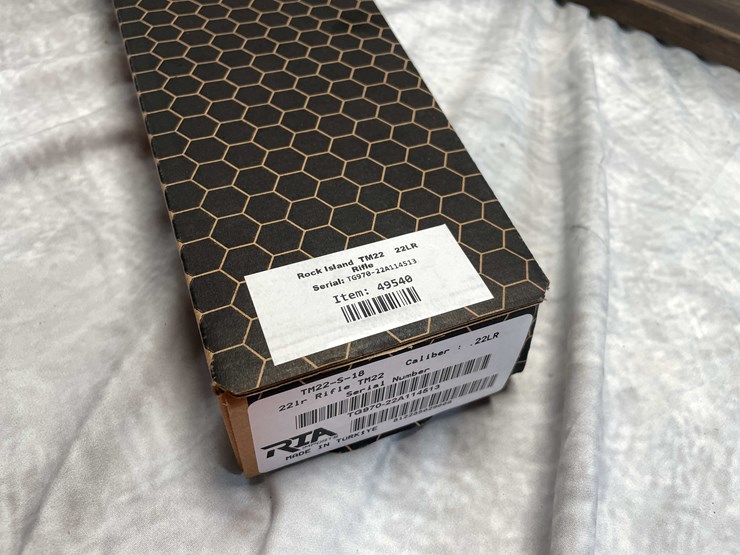 Rock Island TM22 22LR
Rifle
Serial: TG970-22A114513
Item: 49540
TM22-S-18 Caliber : .22LR
22lr Rifle TM22
Serial Number
TG970-22A114513
RIA
MADE IN TURKIYE